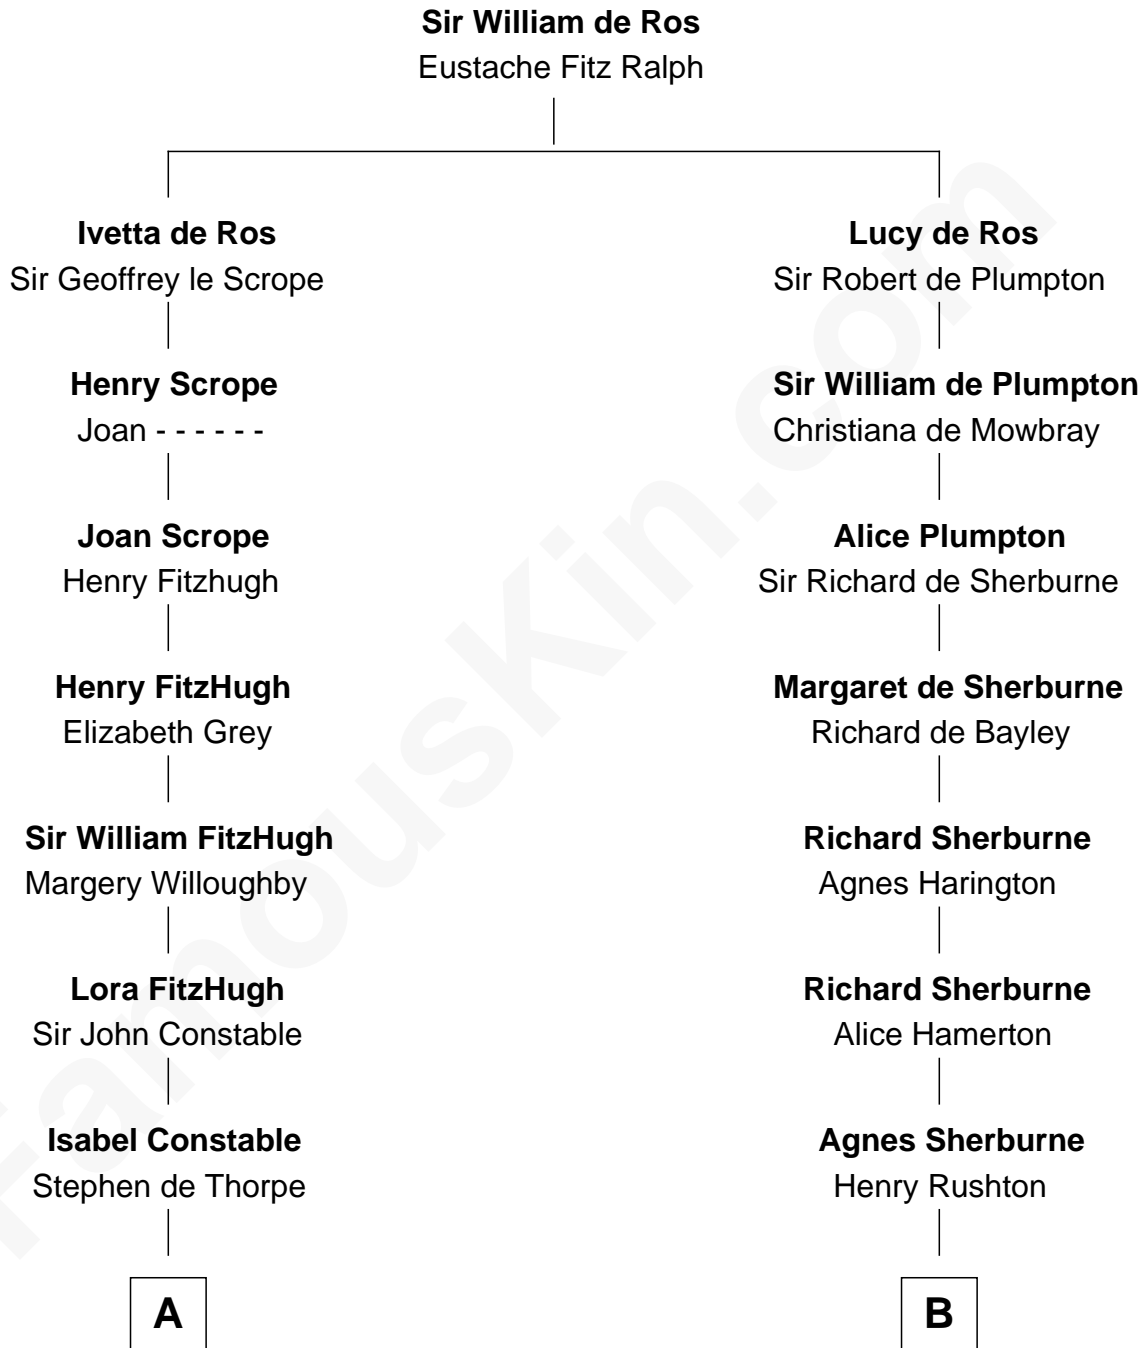 Sir William de Ros
Eustache Fitz Ralph
Ivetta de Ros
Sir Geoffrey le Scrope
Lucy de Ros
Sir Robert de Plumpton
Henry Scrope
Joan - - - - - -
Sir William de Plumpton
Christiana de Mowbray
Joan Scrope
Henry Fitzhugh
Alice Plumpton
Sir Richard de Sherburne
Henry FitzHugh
Elizabeth Grey
Margaret de Sherburne
Richard de Bayley
Sir William FitzHugh
Margery Willoughby
Richard Sherburne
Agnes Harington
Lora FitzHugh
Sir John Constable
Richard Sherburne
Alice Hamerton
Isabel Constable
Stephen de Thorpe
Agnes Sherburne
Henry Rushton
A
B
FamousKin.com